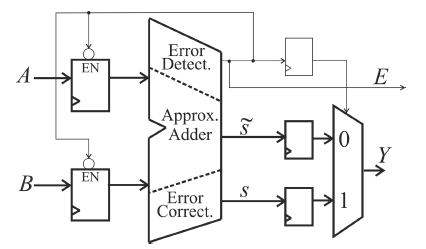 Error
Detect.
A
EN
E
Approx.
Adder
s̃
0
Y
B
EN
s
1
Error
Correct.